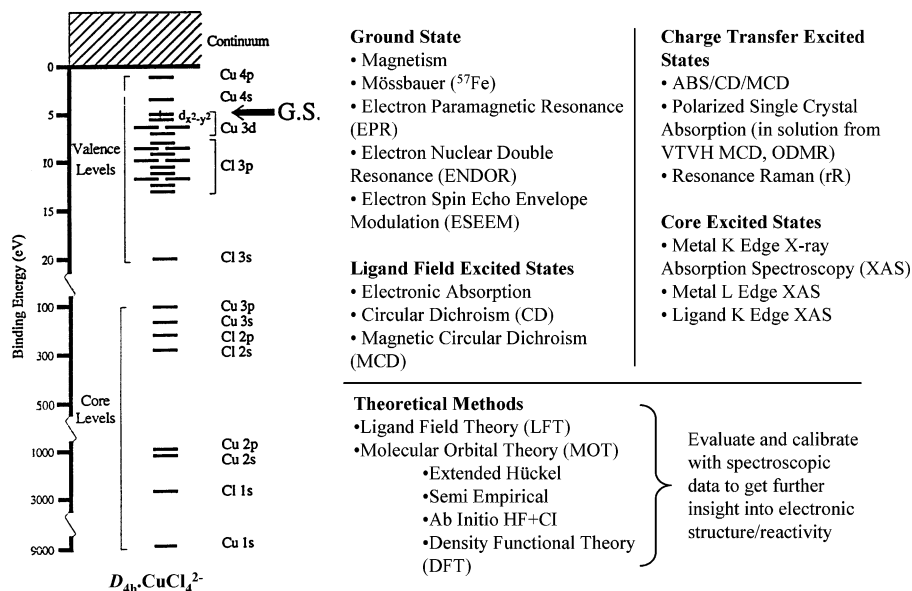 Continuum
0
Cu 4p
Cu 4s
5
dx²-y²
G.S.
Cu 3d
Valence
Levels
10
Cl 3p
15
20
Cl 3s
Binding Energy (eV)
100
Cu 3p
Cu 3s
Cl 2p
300
Cl 2s
500
Core
Levels
Cu 2p
1000
Cu 2s
Cl 1s
3000
9000
Cu 1s
D4h.CuCl4²⁻
Ground State
• Magnetism
• Mössbauer (⁵⁷Fe)
• Electron Paramagnetic Resonance
(EPR)
• Electron Nuclear Double
Resonance (ENDOR)
• Electron Spin Echo Envelope
Modulation (ESEEM)
Ligand Field Excited States
• Electronic Absorption
• Circular Dichroism (CD)
• Magnetic Circular Dichroism
(MCD)
Charge Transfer Excited
States
• ABS/CD/MCD
• Polarized Single Crystal
Absorption (in solution from
VTVH MCD, ODMR)
• Resonance Raman (rR)
Core Excited States
• Metal K Edge X-ray
Absorption Spectroscopy (XAS)
• Metal L Edge XAS
• Ligand K Edge XAS
Theoretical Methods
•Ligand Field Theory (LFT)
•Molecular Orbital Theory (MOT)
•Extended Hückel
•Semi Empirical
•Ab Initio HF+CI
•Density Functional Theory
(DFT)
Evaluate and calibrate
with spectroscopic
data to get further
insight into electronic
structure/reactivity